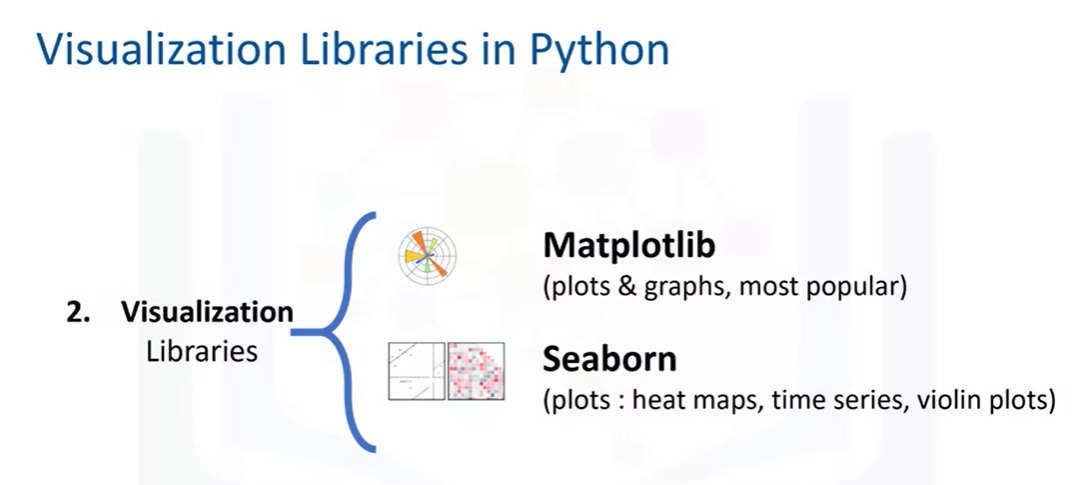 Visualization Libraries in Python
2. Visualization
Libraries
Matplotlib
(plots & graphs, most popular)
Seaborn
(plots : heat maps, time series, violin plots)